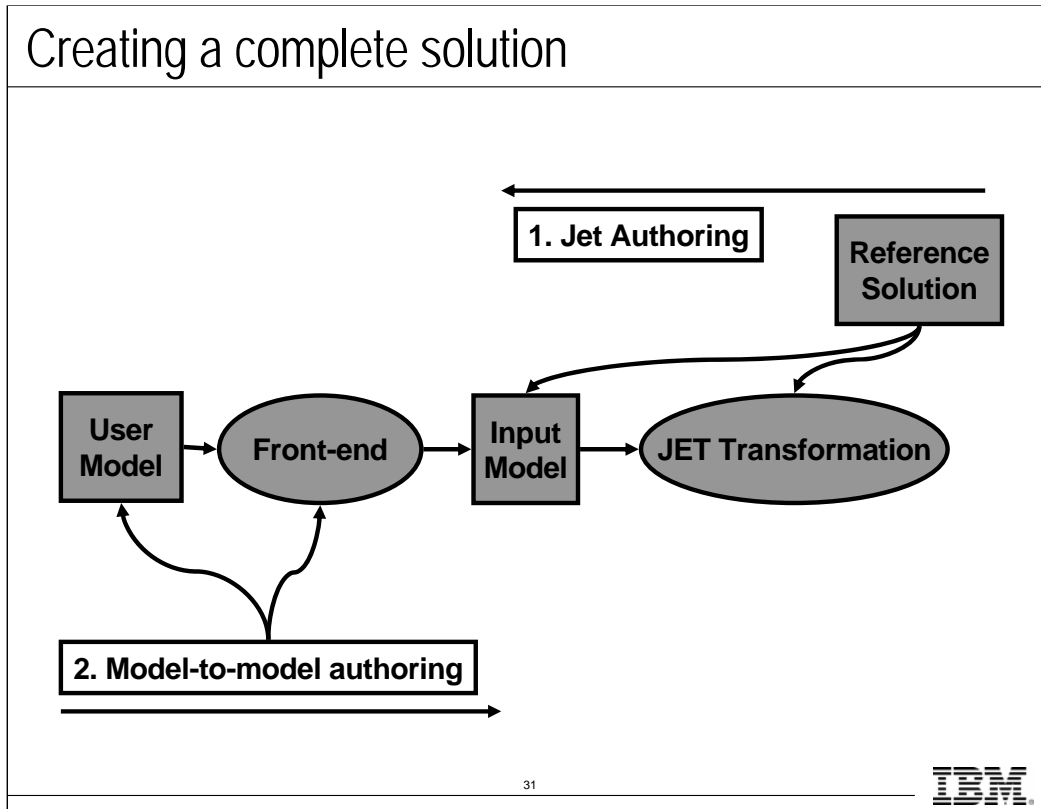 Creating a complete solution
1. Jet Authoring
Reference
Solution
User
Model
Front-end
Input
Model
JET Transformation
2. Model-to-model authoring
31
IBM®